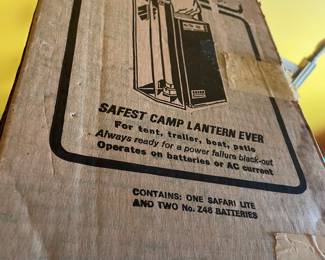 SAFEST CAMP LANTERN EVER
For tent, trailer, boat, patio
Always ready for a power failure black-out
Operates on batteries or AC current
CONTAINS: ONE SAFARI LITE
AND TWO No. Z46 BATTERIES